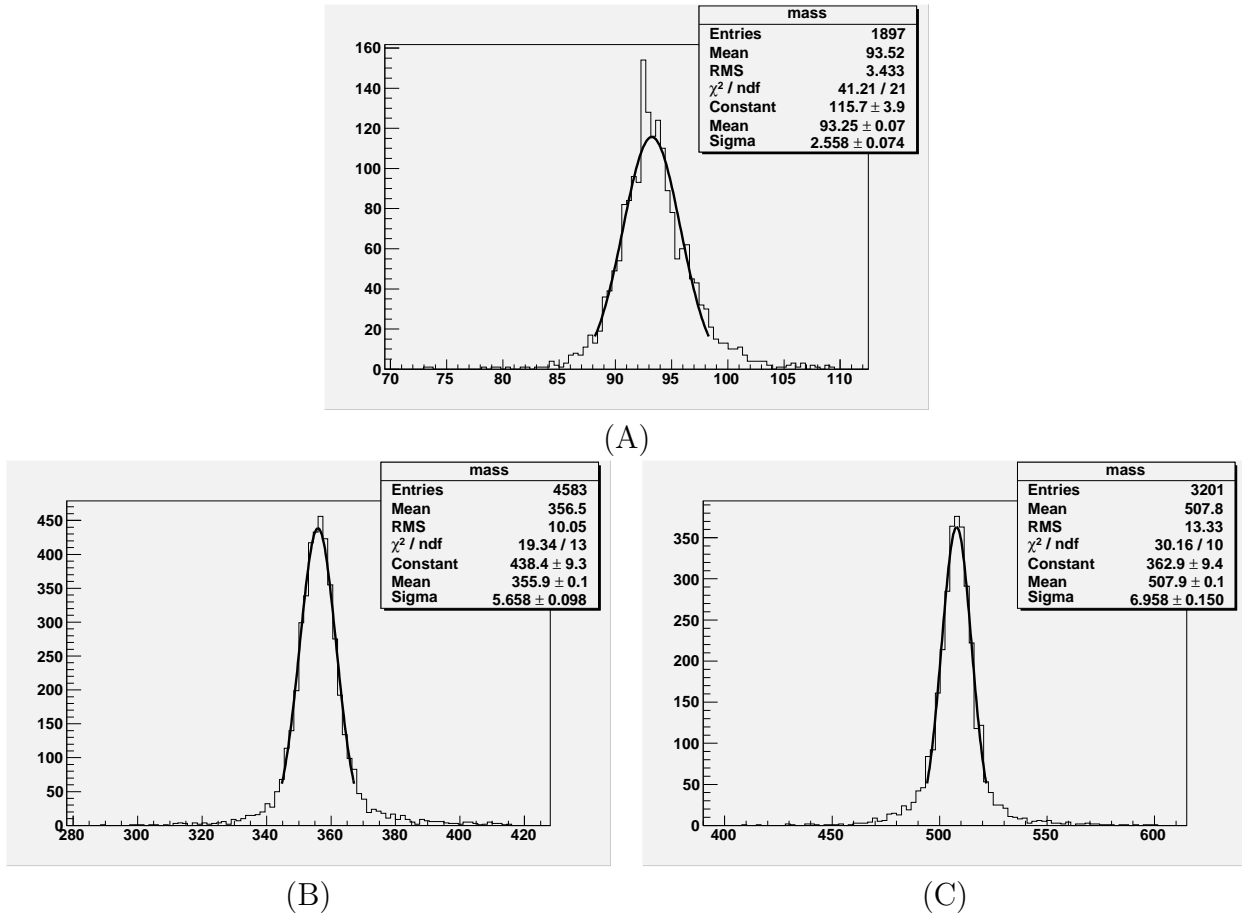 mass
Entries 1897
Mean 93.52
RMS 3.433
χ² / ndf 41.21 / 21
Constant 115.7 ± 3.9
Mean 93.25 ± 0.07
Sigma 2.558 ± 0.074
160
140
120
100
80
60
40
20
0
70 75 80 85 90 95 100 105 110
(A)
mass
Entries 4583
Mean 356.5
RMS 10.05
χ² / ndf 19.34 / 13
Constant 438.4 ± 9.3
Mean 355.9 ± 0.1
Sigma 5.658 ± 0.098
450
400
350
300
250
200
150
100
50
0
280 300 320 340 360 380 400 420
(B)
mass
Entries 3201
Mean 507.8
RMS 13.33
χ² / ndf 30.16 / 10
Constant 362.9 ± 9.4
Mean 507.9 ± 0.1
Sigma 6.958 ± 0.150
350
300
250
200
150
100
50
0
400 450 500 550 600
(C)